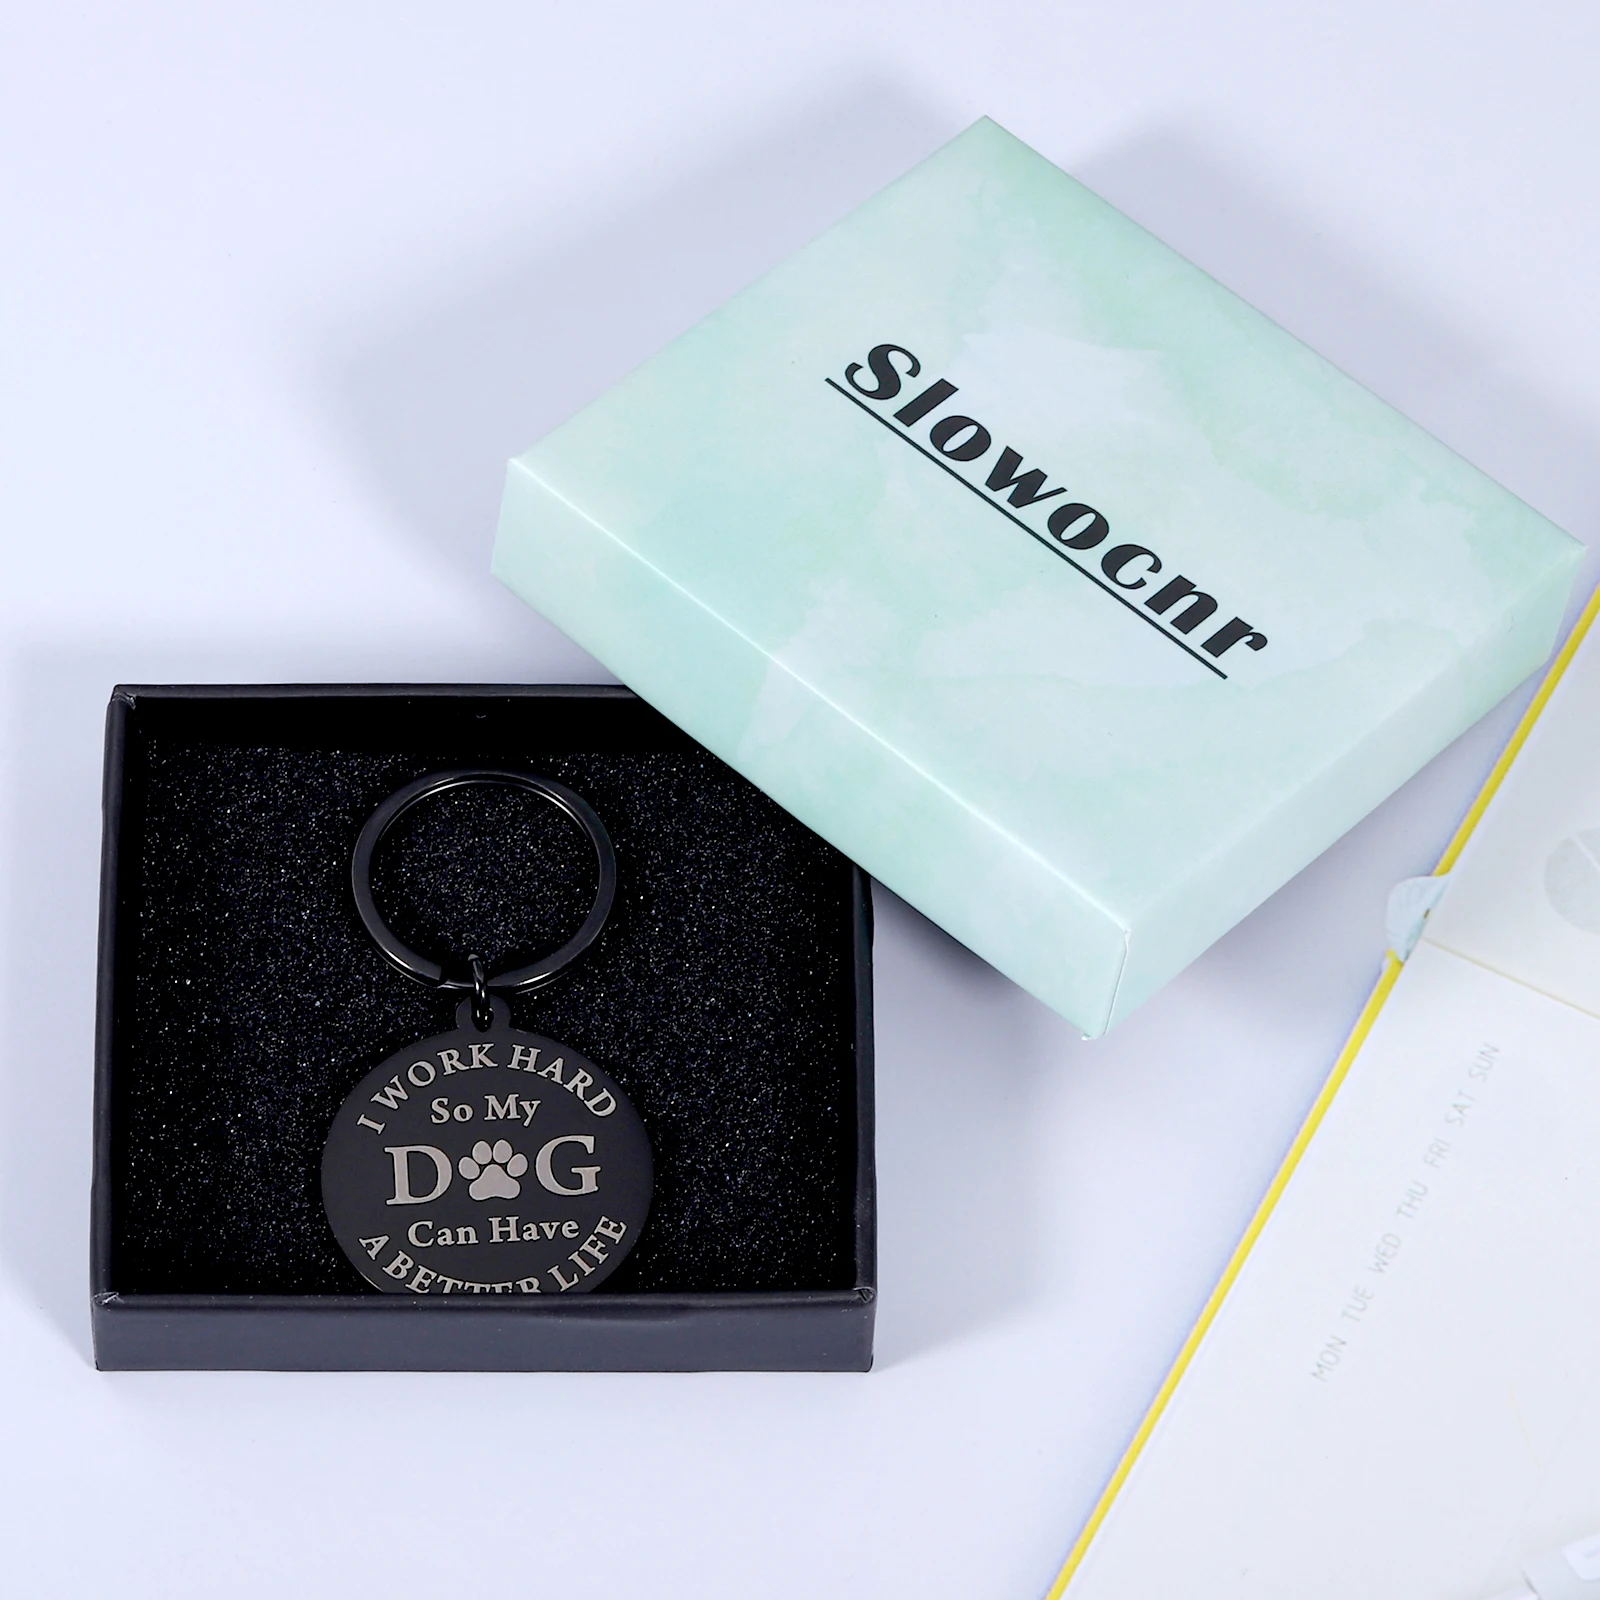 Slowocnr
I WORK HARD
So My
DOG
Can Have
A BETTER LIFE
MON TUE WED THU FRI SAT SUN